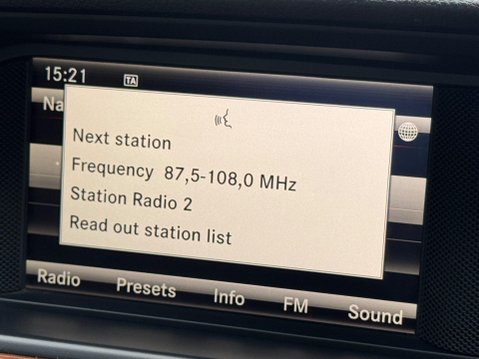 15:21 TA
Na
Next station
Frequency 87,5-108,0 MHz
Station Radio 2
Read out station list
Radio Presets Info FM Sound